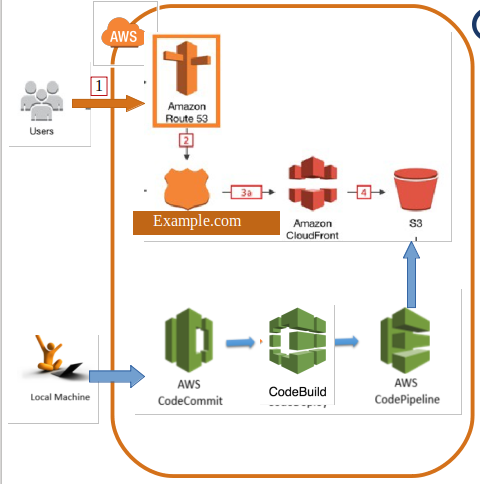 AWS
1
Users
Amazon
Route 53
2
3a
4
Example.com
Amazon
CloudFront
S3
Local Machine
AWS
CodeCommit
CodeBuild
AWS
CodePipeline